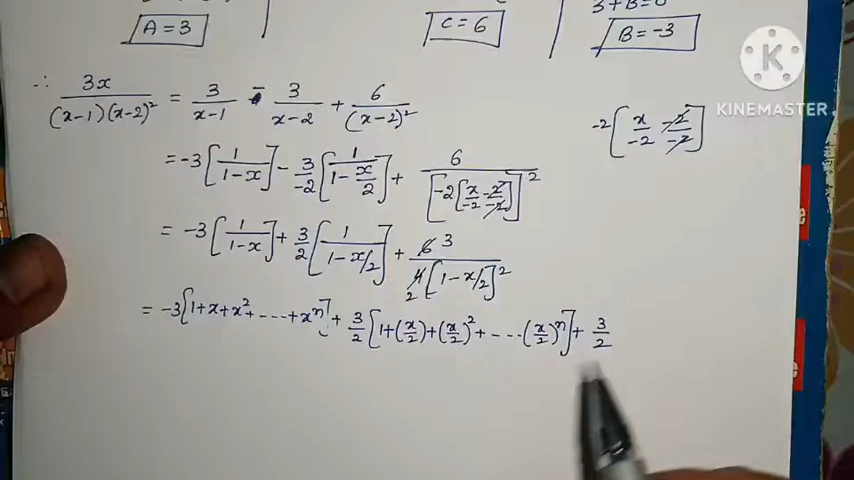 A = 3
C = 6
3+B=0
B = -3
KINEMASTER
∴ 3x/((x-1)(x-2)²) = 3/(x-1) - 3/(x-2) + 6/(x-2)²
-2[x/-2 -2/-2]
= -3[1/(1-x)] - 3/-2[1/(1-x/2)] + 6/[-2[x/-2 -2/-2]]²
= -3[1/(1-x)] + 3/2[1/(1-x/2)] + 6 3/4 2[1-x/2]²
= -3[1+x+x²+----+xⁿ] + 3/2[1+(x/2)+(x/2)²+----(x/2)ⁿ] + 3/2